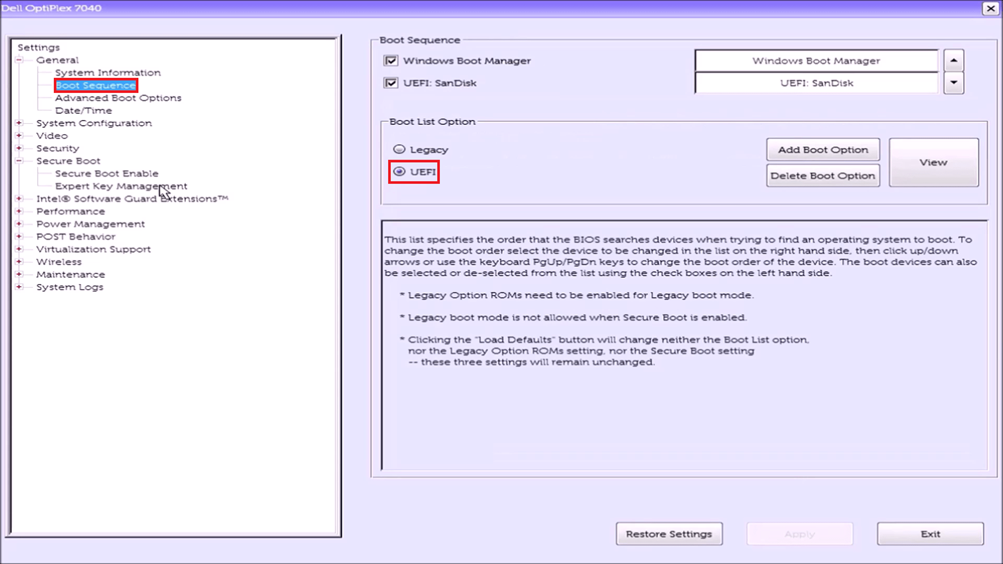 Dell OptiPlex 7040
Settings
General
System Information
Boot Sequence
Advanced Boot Options
Date/Time
System Configuration
Video
Security
Secure Boot
Secure Boot Enable
Expert Key Management
Intel® Software Guard Extensions™
Performance
Power Management
POST Behavior
Virtualization Support
Wireless
Maintenance
System Logs
Boot Sequence
Windows Boot Manager
UEFI: SanDisk
Windows Boot Manager
UEFI: SanDisk
Boot List Option
Legacy
UEFI
Add Boot Option
Delete Boot Option
View
This list specifies the order that the BIOS searches devices when trying to find an operating system to boot. To
change the boot order select the device to be changed in the list on the right hand side, then click up/down
arrows or use the keyboard PgUp/PgDn keys to change the boot order of the device. The boot devices can also
be selected or de-selected from the list using the check boxes on the left hand side.
* Legacy Option ROMs need to be enabled for Legacy boot mode.
* Legacy boot mode is not allowed when Secure Boot is enabled.
* Clicking the "Load Defaults" button will change neither the Boot List option,
nor the Legacy Option ROMs setting, nor the Secure Boot setting
-- these three settings will remain unchanged.
Restore Settings
Apply
Exit